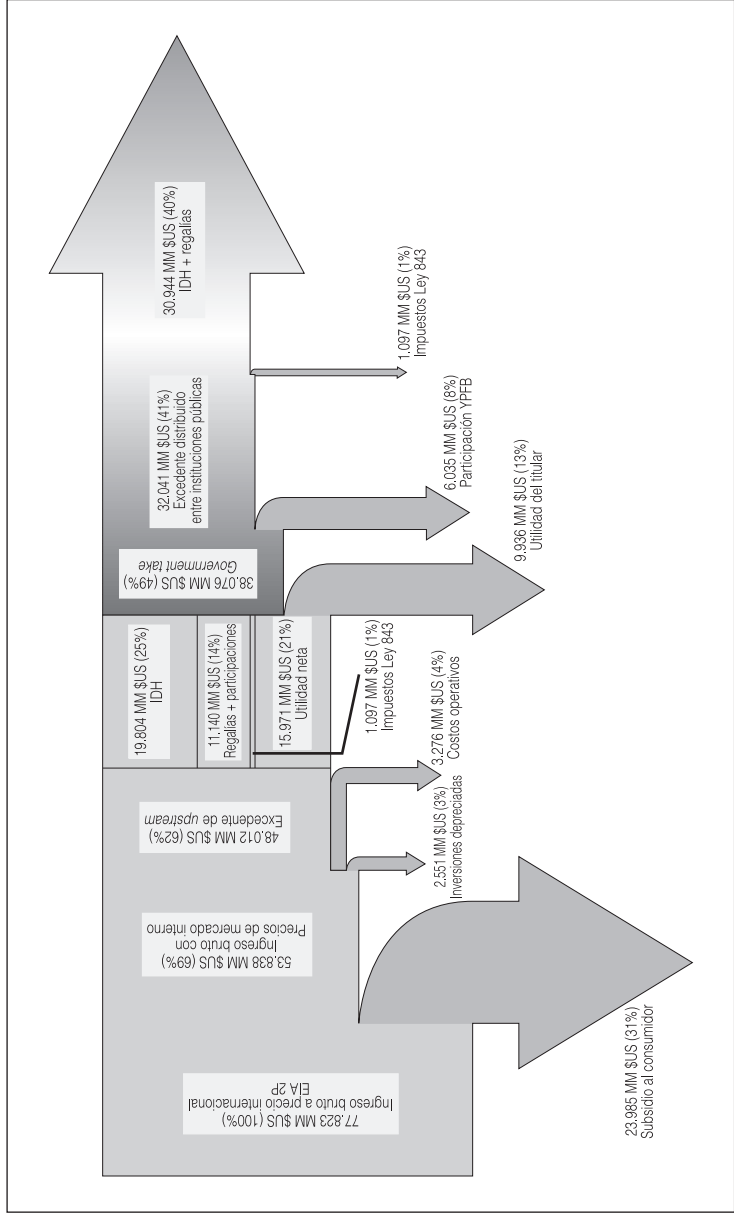 77.823 MM $US (100%)
Ingreso bruto a precio internacional
EIA 2P
53.838 MM $US (69%)
Ingreso bruto con
Precios de mercado interno
48.012 MM $US (62%)
Excedente de upstream
19.804 MM $US (25%)
IDH
11.140 MM $US (14%)
Regalías + participaciones
15.971 MM $US (21%)
Utilidad neta
1.097 MM $US (1%)
Impuestos Ley 843
38.076 MM $US (49%)
Government take
32.041 MM $US (41%)
Excedente distribuido
entre instituciones públicas
30.944 MM $US (40%)
IDH + regalías
23.985 MM $US (31%)
Subsidio al consumidor
2.551 MM $US (3%)
Inversiones depreciadas
3.276 MM $US (4%)
Costos operativos
9.936 MM $US (13%)
Utilidad del titular
6.035 MM $US (8%)
Participación YPFB
1.097 MM $US (1%)
Impuestos Ley 843